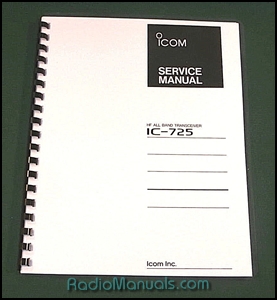 ICOM
SERVICE
MANUAL
HF ALL BAND TRANSCEIVER
IC-725
Icom Inc.
RadioManuals.com